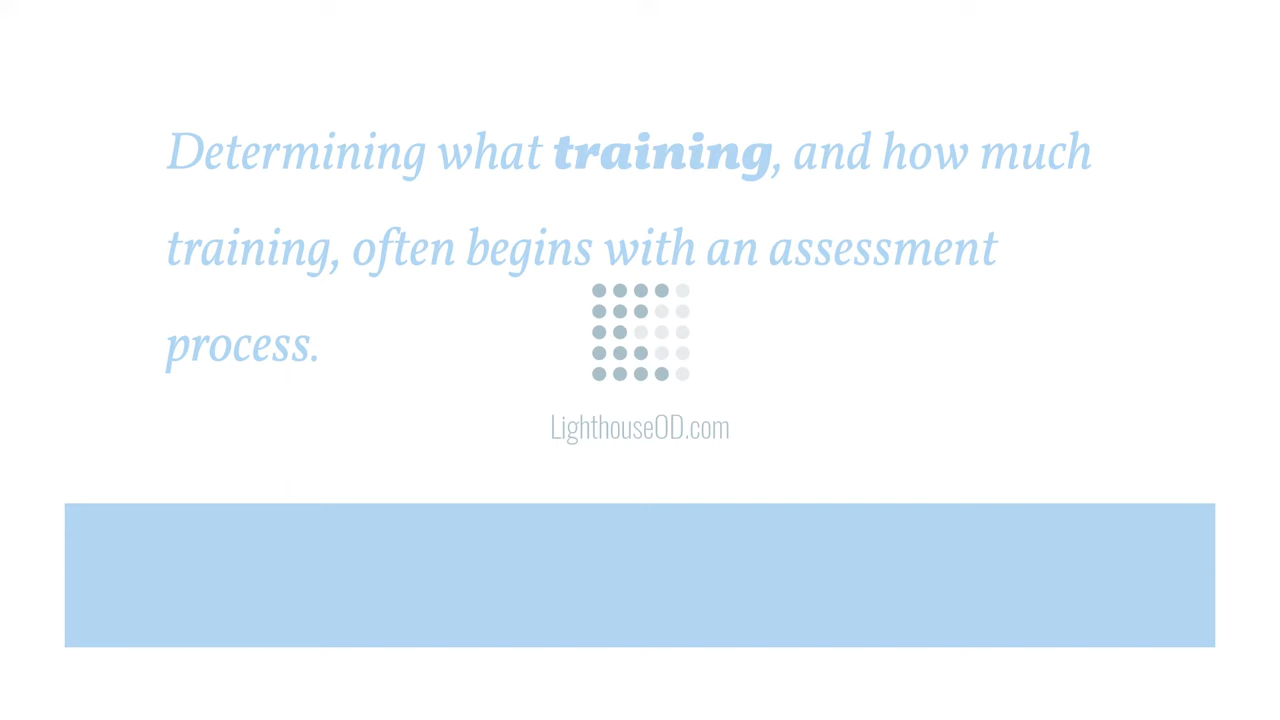 Determining what training, and how much
training, often begins with an assessment
process.
LighthouseOD.com